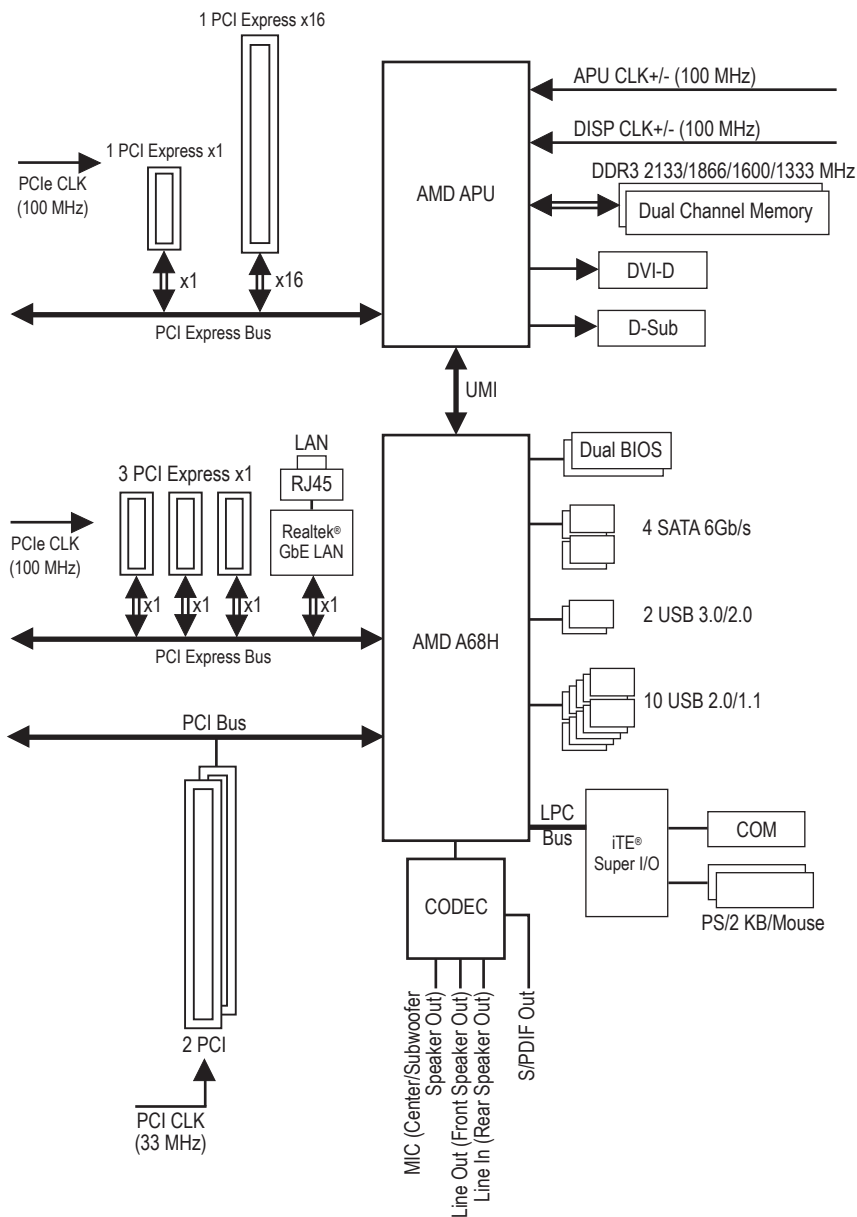 1 PCI Express x16
1 PCI Express x1
PCIe CLK
(100 MHz)
x1
x16
PCI Express Bus
AMD APU
APU CLK+/- (100 MHz)
DISP CLK+/- (100 MHz)
DDR3 2133/1866/1600/1333 MHz
Dual Channel Memory
DVI-D
D-Sub
UMI
3 PCI Express x1
LAN
RJ45
Realtek®
GbE LAN
PCIe CLK
(100 MHz)
x1
x1
x1
x1
PCI Express Bus
AMD A68H
Dual BIOS
4 SATA 6Gb/s
2 USB 3.0/2.0
10 USB 2.0/1.1
PCI Bus
2 PCI
PCI CLK
(33 MHz)
LPC
Bus
iTE®
Super I/O
COM
PS/2 KB/Mouse
CODEC
MIC (Center/Subwoofer
Speaker Out)
Line Out (Front Speaker Out)
Line In (Rear Speaker Out)
S/PDIF Out